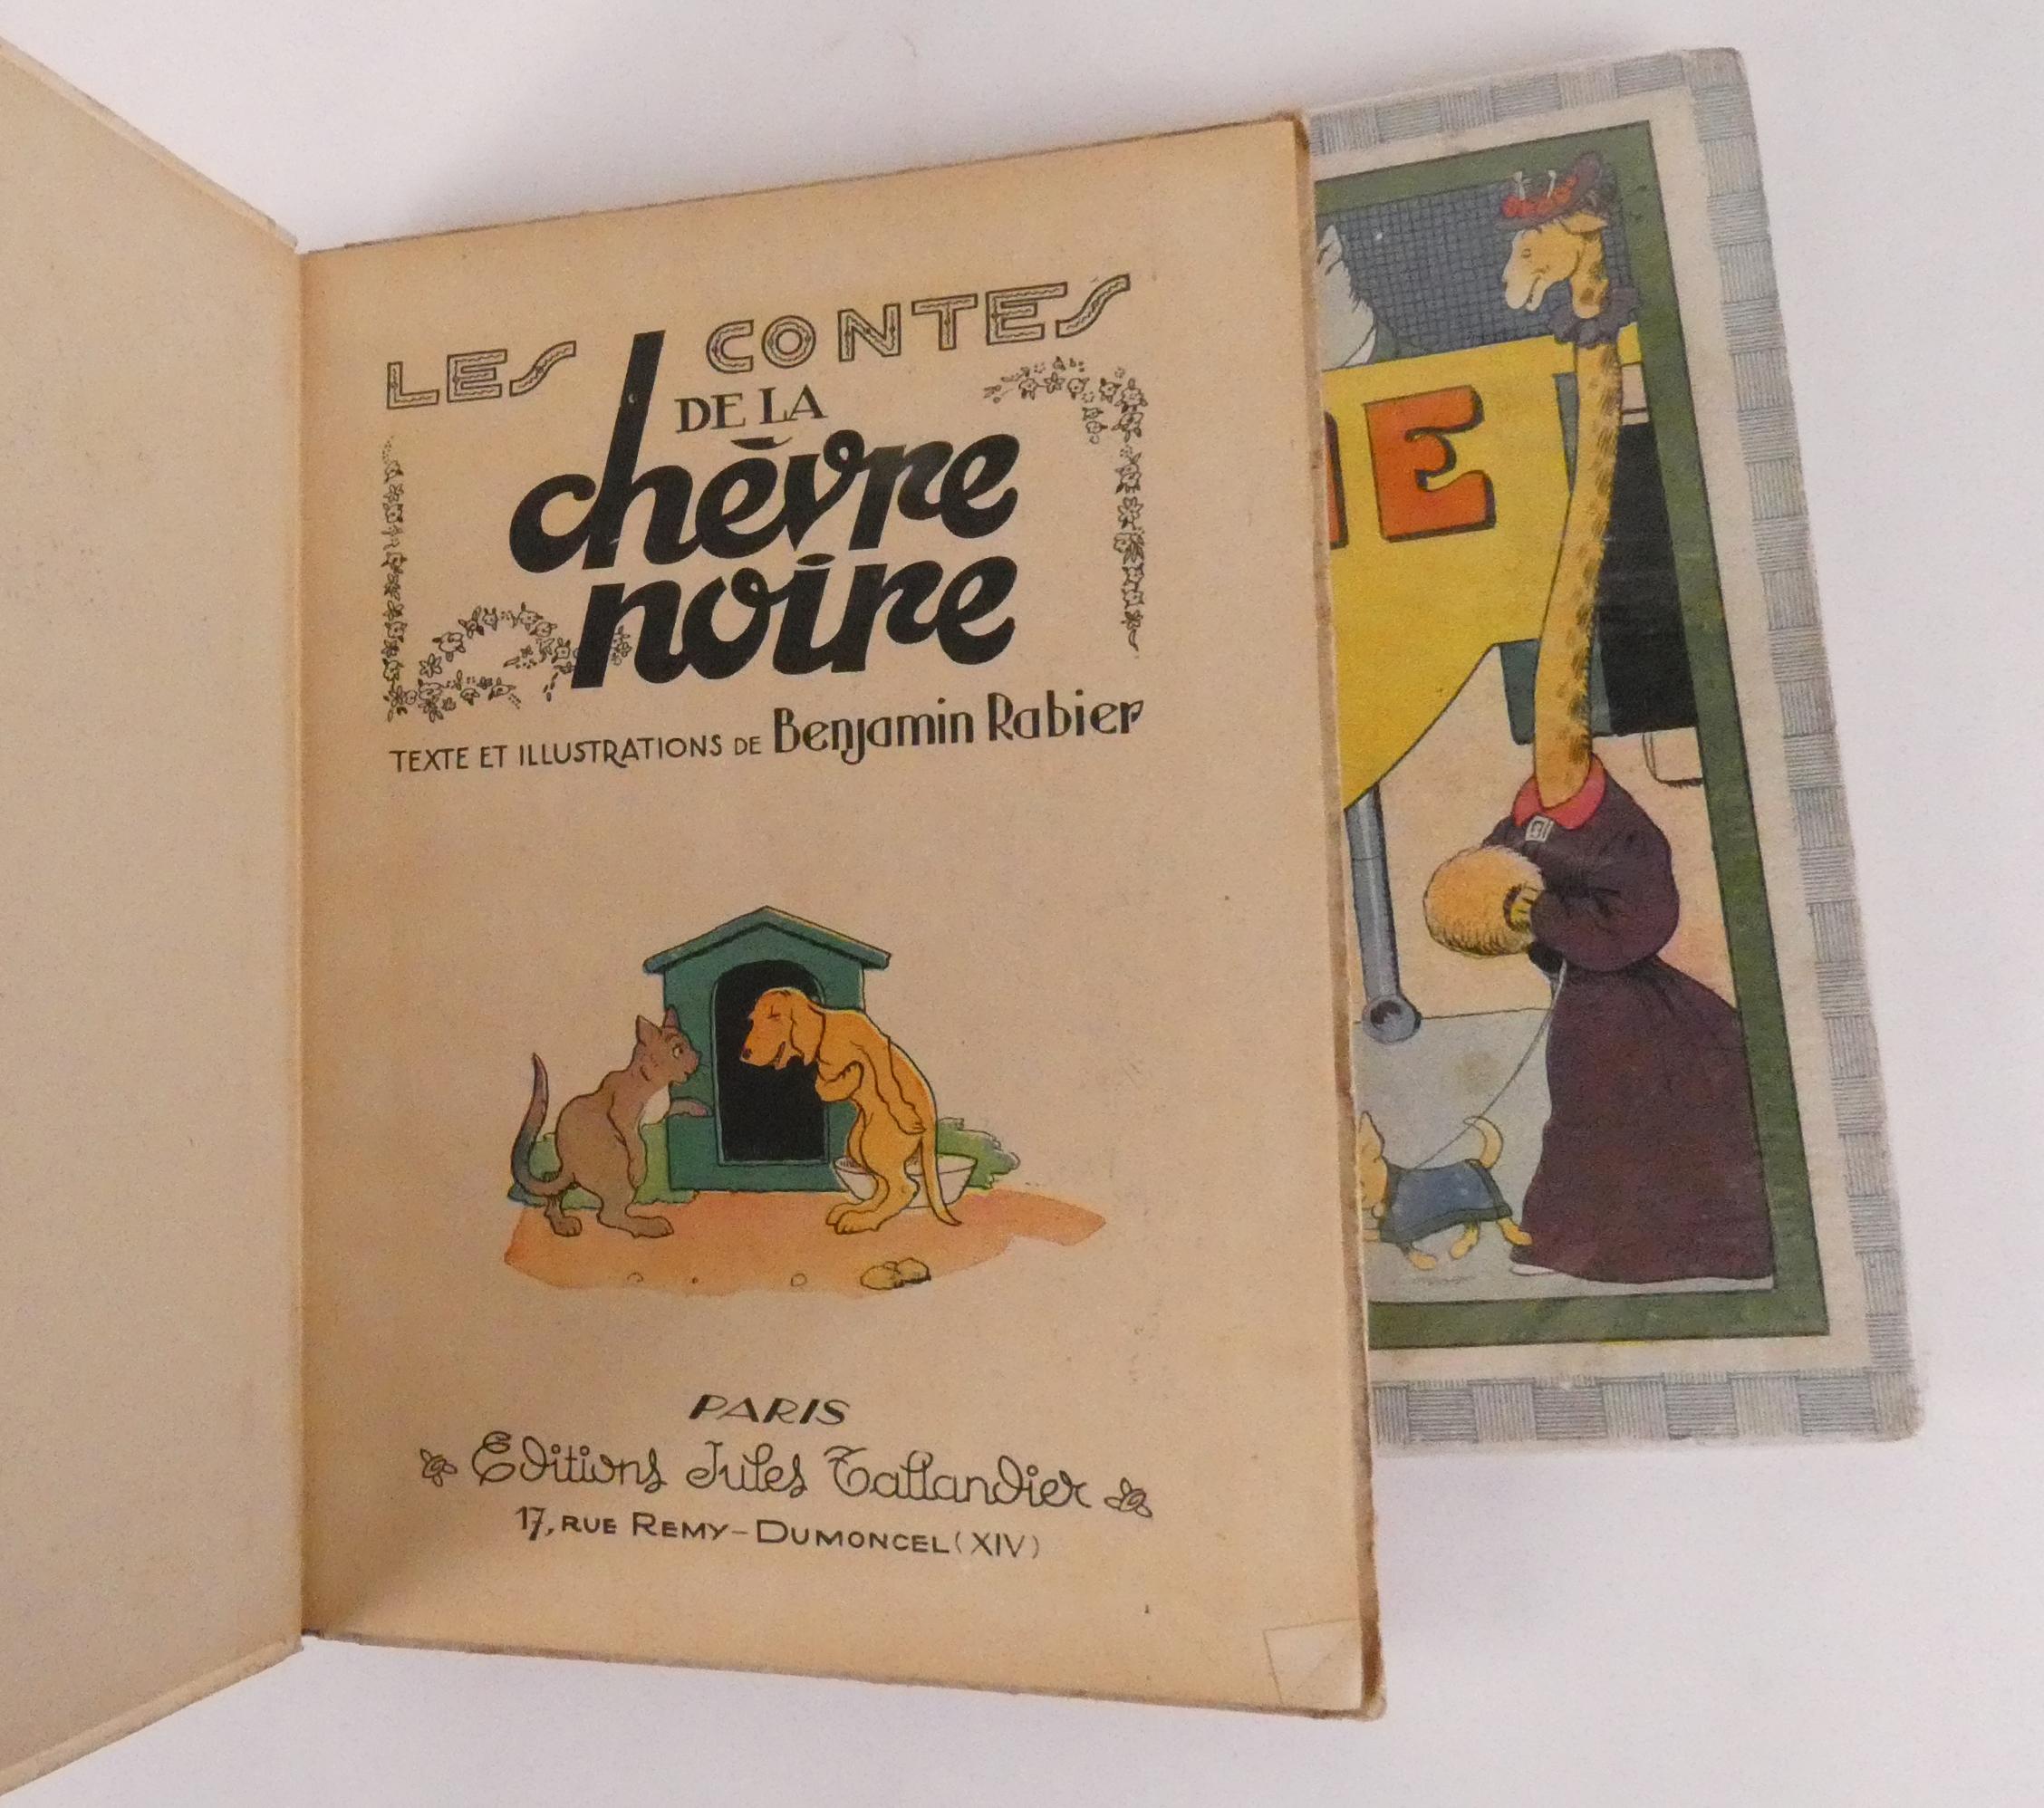 LES CONTES
DE LA
chèvre
noire
TEXTE ET ILLUSTRATIONS DE Benjamin Rabier
PARIS
Editions Jules Tallandier
17, RUE REMY-DUMONCEL (XIV)